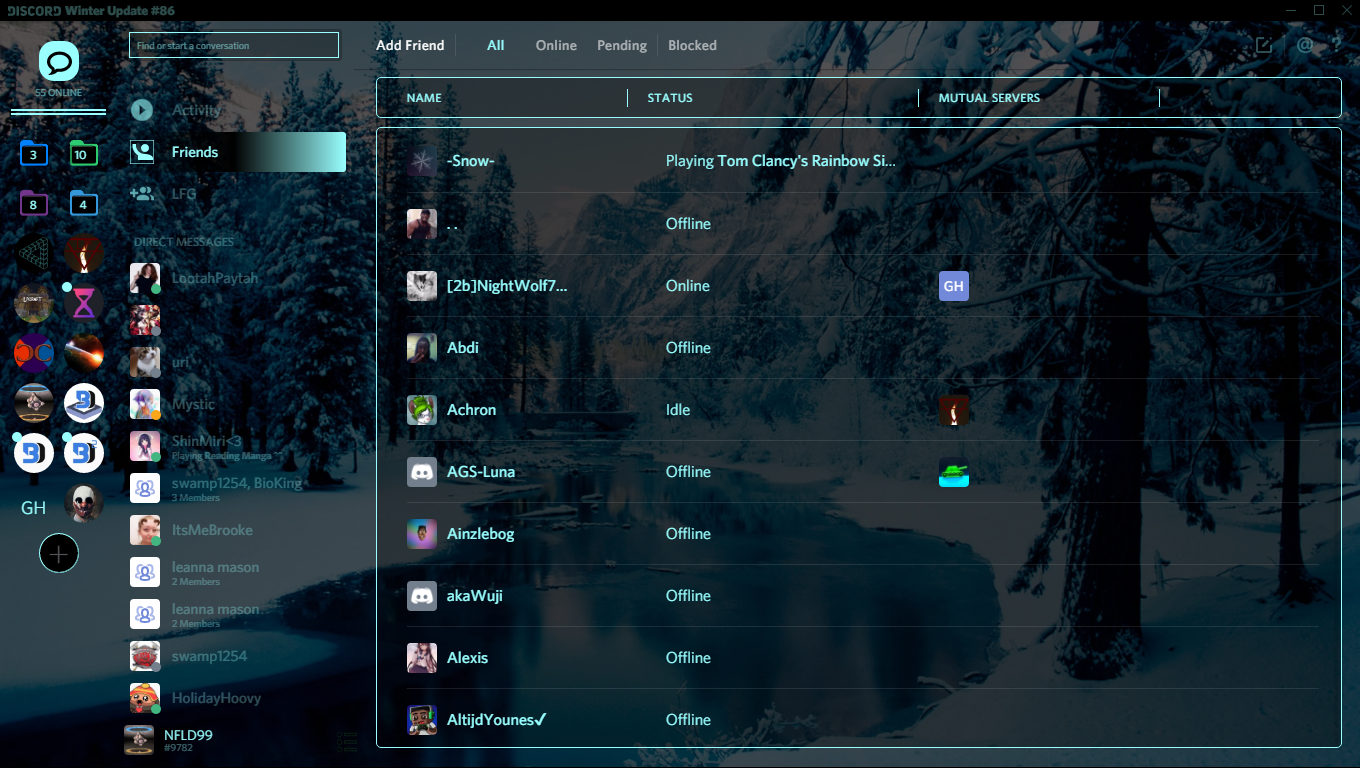 DISCORD Winter Update #86
Find or start a conversation
55 ONLINE
3
10
8
4
GH
Activity
Friends
LFG
DIRECT MESSAGES
LootahPaytah
uri
Mystic
ShinMiri<3
Playing Reading Manga
swamp1254, BioKing
3 Members
ItsMeBrooke
leanna mason
2 Members
leanna mason
2 Members
swamp1254
HolidayHoovy
NFLD99
#9782
Add Friend All Online Pending Blocked @ ?
NAME STATUS MUTUAL SERVERS
-Snow- Playing Tom Clancy's Rainbow Si...
. . Offline
[2b]NightWolf7... Online GH
Abdi Offline
Achron Idle
AGS-Luna Offline
Ainzlebog Offline
akaWuji Offline
Alexis Offline
AltijdYounes✓ Offline